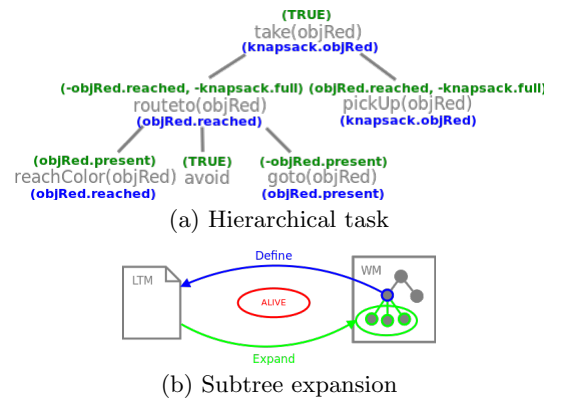 (TRUE)
take(objRed)
(knapsack.objRed)
(-objRed.reached, -knapsack.full) (objRed.reached, -knapsack.full)
routeto(objRed) pickUp(objRed)
(objRed.reached) (knapsack.objRed)
(objRed.present) (TRUE) (-objRed.present)
reachColor(objRed) avoid goto(objRed)
(objRed.reached) (objRed.present)
(a) Hierarchical task
Define
LTM WM
ALIVE
Expand
(b) Subtree expansion